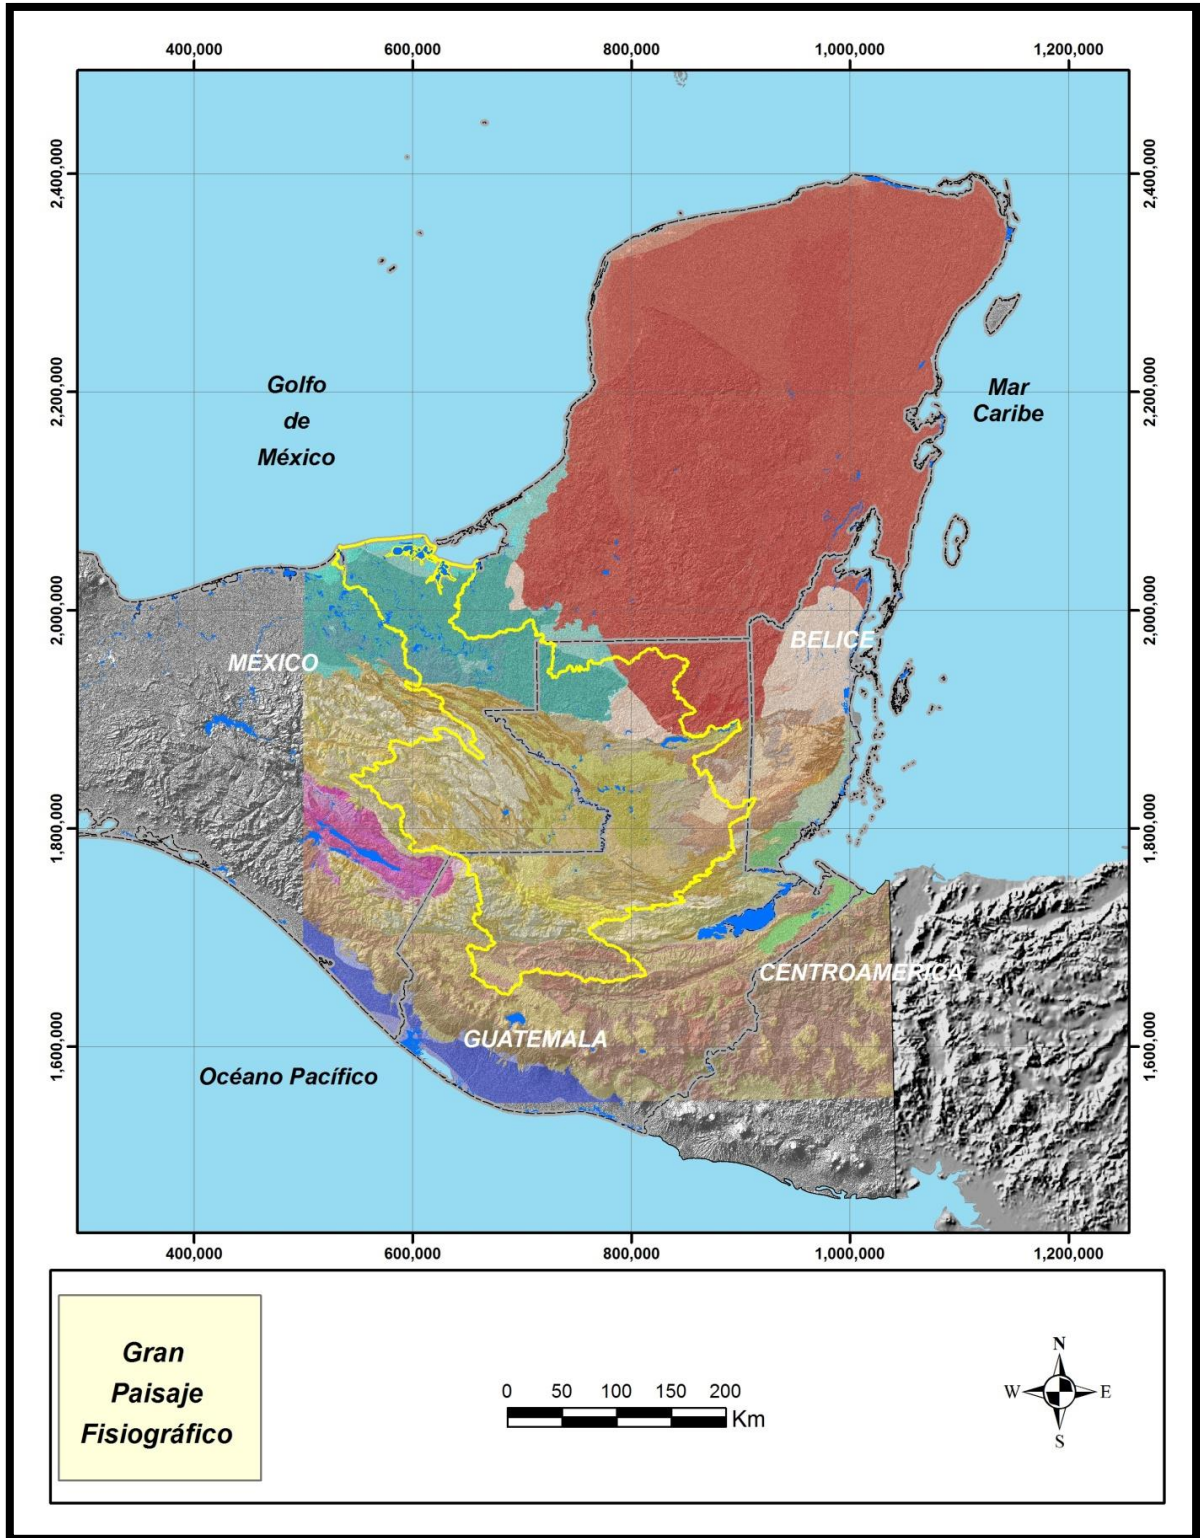 400,000 600,000 800,000 1,000,000 1,200,000
2,400,000 2,400,000
2,200,000 2,200,000
2,000,000 2,000,000
1,800,000 1,800,000
1,600,000 1,600,000
Golfo
de
México
Mar
Caribe
BELICE
MÉXICO
CENTROAMERICA
GUATEMALA
Océano Pacífico
400,000 600,000 800,000 1,000,000 1,200,000
Gran
Paisaje
Fisiográfico
0 50 100 150 200
Km
N
W E
S